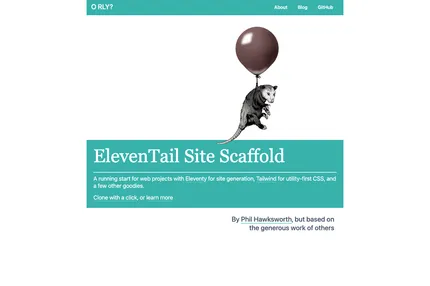 O RLY?
About Blog GitHub
ElevenTail Site Scaffold
A running start for web projects with Eleventy for site generation, Tailwind for utility-first CSS, and
a few other goodies.
Clone with a click, or learn more
By Phil Hawksworth, but based on
the generous work of others